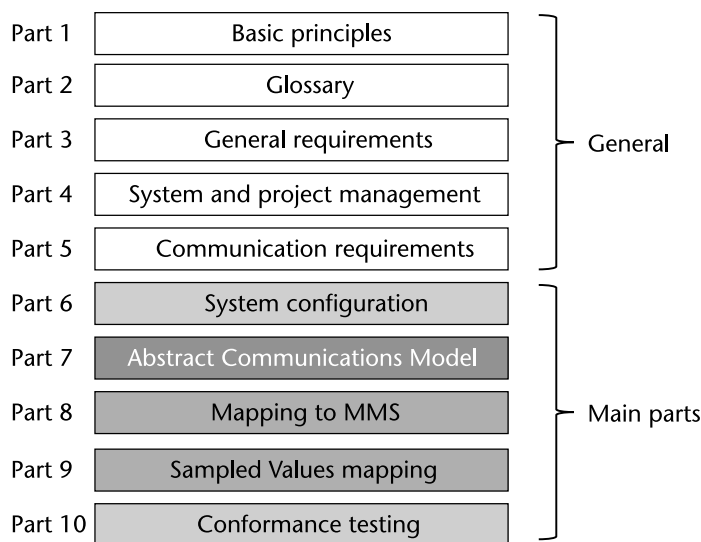 Part 1 Basic principles
Part 2 Glossary
Part 3 General requirements
General
Part 4 System and project management
Part 5 Communication requirements
Part 6 System configuration
Part 7 Abstract Communications Model
Part 8 Mapping to MMS
Main parts
Part 9 Sampled Values mapping
Part 10 Conformance testing